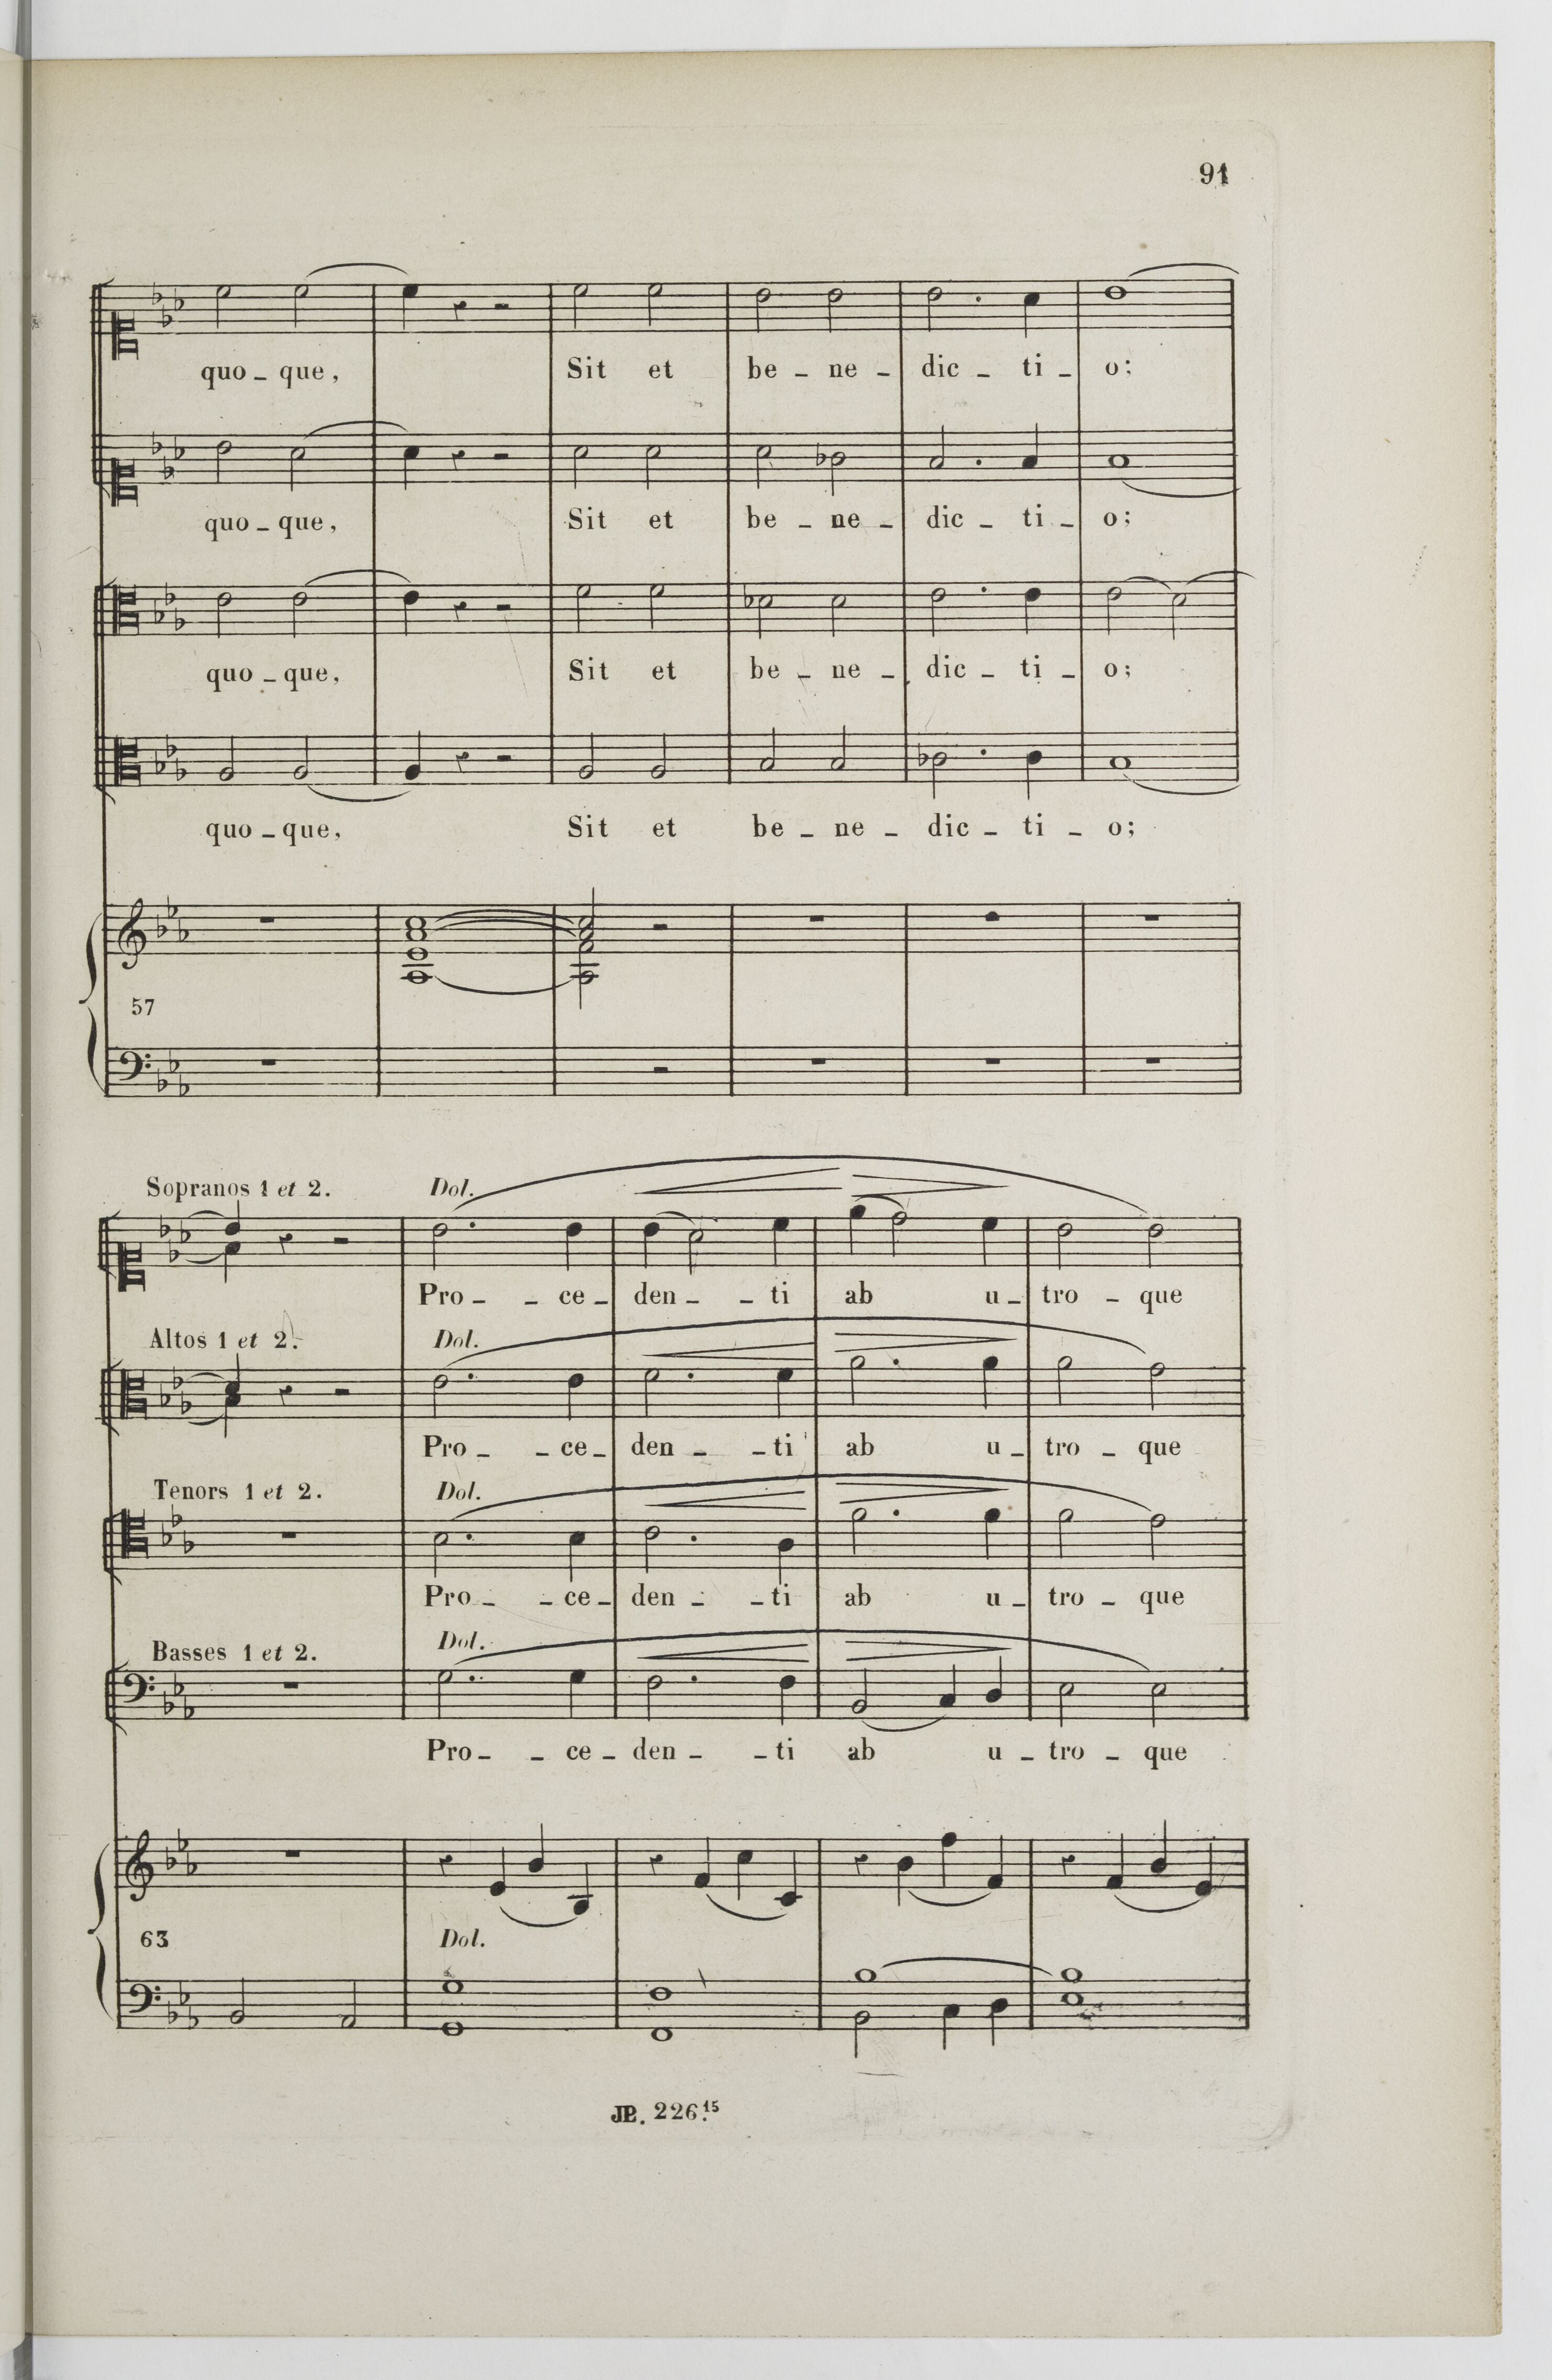 91
quo - que, Sit et be - ne - dic - ti - o;
quo - que, Sit et be - ne - dic - ti - o;
quo - que, Sit et be - ne - dic - ti - o;
quo - que, Sit et be - ne - dic - ti - o;
57
Sopranos 1 et 2. Dol.
Pro - - ce - den - - ti ab u - tro - que
Altos 1 et 2. Dol.
Pro - - ce - den - - ti ab u - tro - que
Tenors 1 et 2. Dol.
Pro - - ce - den - - ti ab u - tro - que
Basses 1 et 2. Dol.
Pro - - ce - den - - ti ab u - tro - que
63 Dol.
JP. 226.15